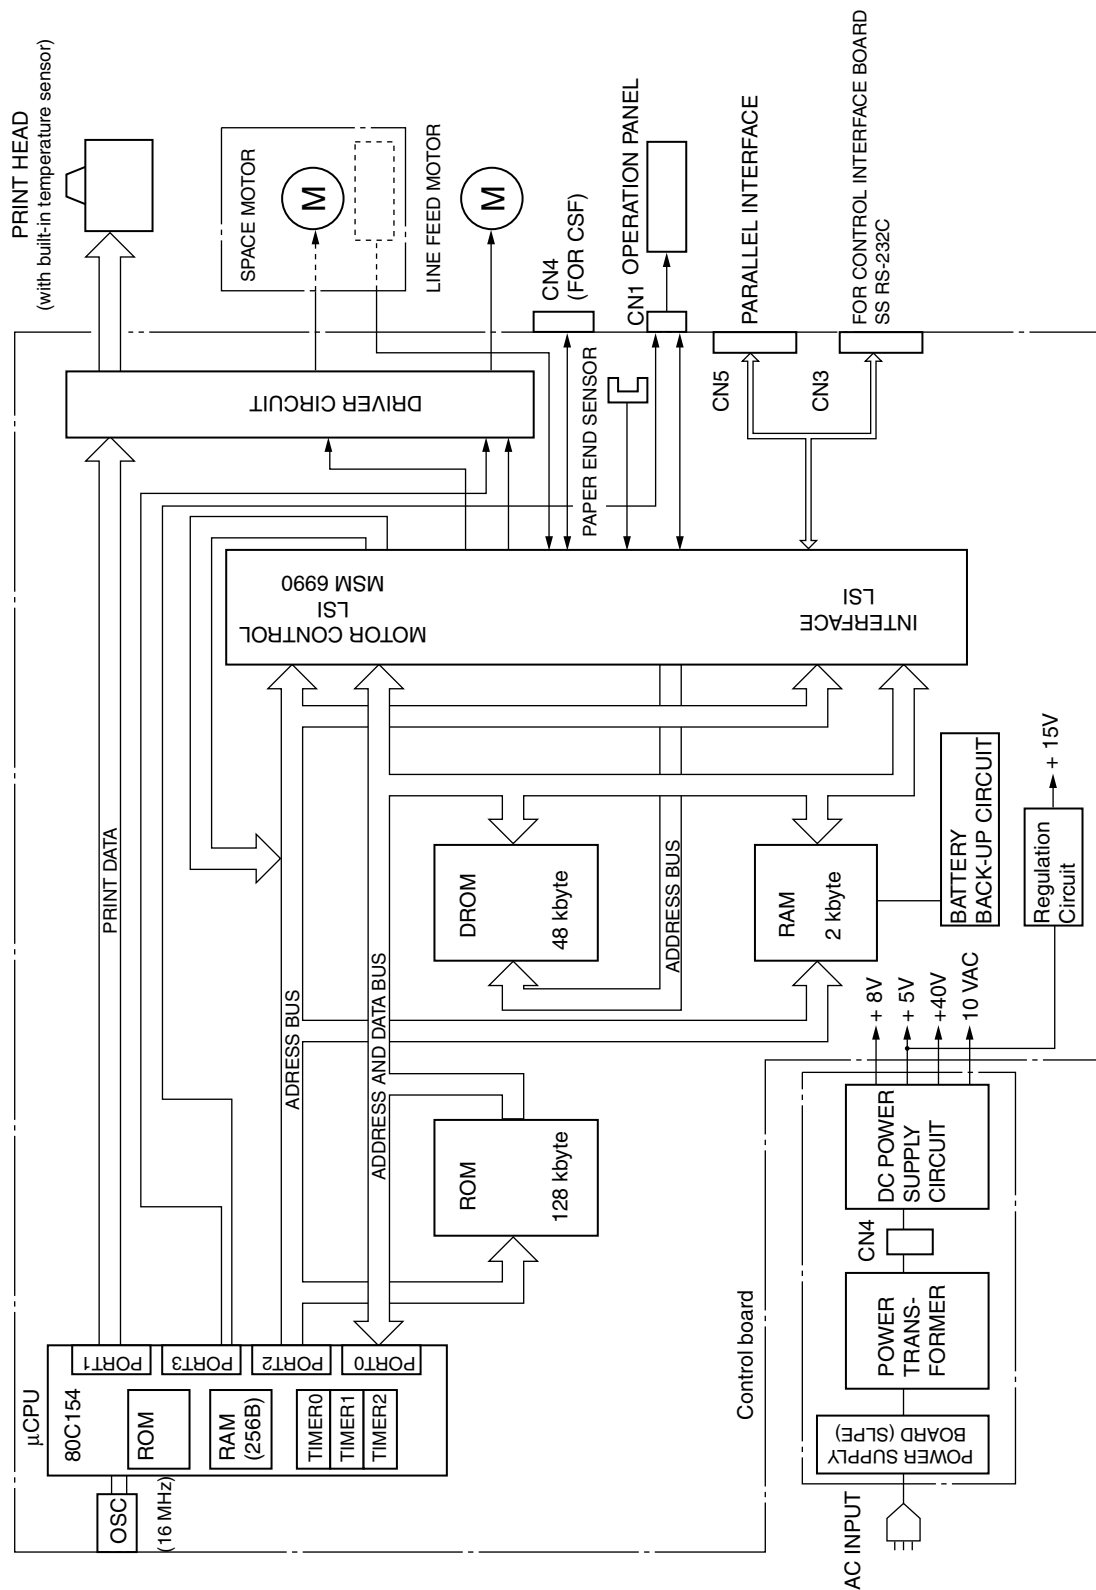 PRINT HEAD
(with built-in temperature sensor)
SPACE MOTOR
M
LINE FEED MOTOR
M
CN4
(FOR CSF)
CN1 OPERATION PANEL
PARALLEL INTERFACE
FOR CONTROL INTERFACE BOARD
SS RS-232C
DRIVER CIRCUIT
PAPER END SENSOR
CN5
CN3
MOTOR CONTROL
LSI
MSM 6990
INTERFACE
LSI
PRINT DATA
ADRESS BUS
ADDRESS AND DATA BUS
DROM
48 kbyte
ADDRESS BUS
RAM
2 kbyte
BATTERY
BACK-UP CIRCUIT
Regulation
Circuit
+ 15V
ROM
128 kbyte
µCPU
80C154
ROM
RAM
(256B)
TIMER0
TIMER1
TIMER2
PORT1
PORT3
PORT2
PORT0
OSC
(16 MHz)
Control board
AC INPUT
POWER SUPPLY
BOARD (SLPE)
POWER
TRANS-
FORMER
CN4
DC POWER
SUPPLY
CIRCUIT
+ 8V
+ 5V
+40V
10 VAC